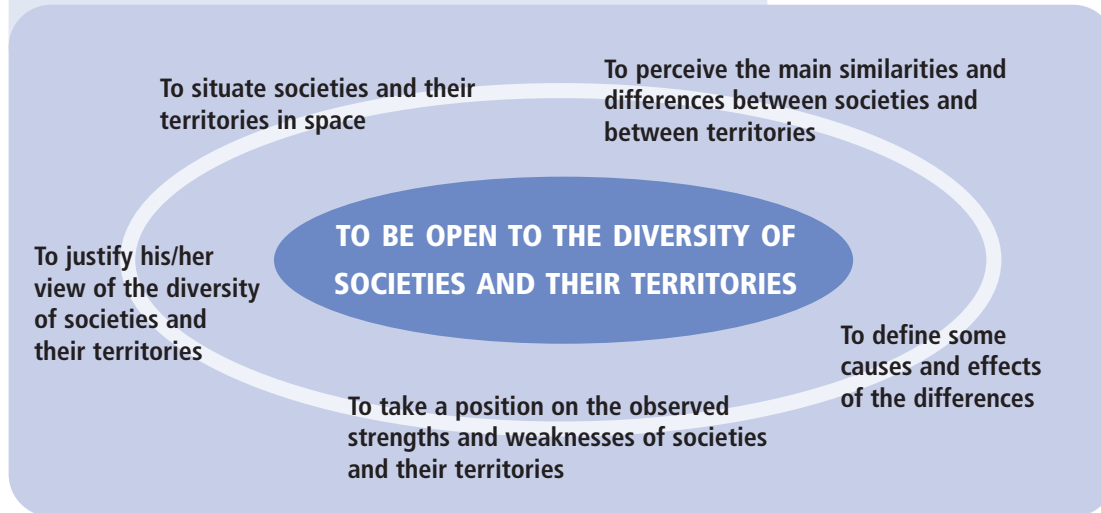 To situate societies and their
territories in space
To perceive the main similarities and
differences between societies and
between territories
TO BE OPEN TO THE DIVERSITY OF
SOCIETIES AND THEIR TERRITORIES
To justify his/her
view of the diversity
of societies and
their territories
To define some
causes and effects
of the differences
To take a position on the observed
strengths and weaknesses of societies
and their territories